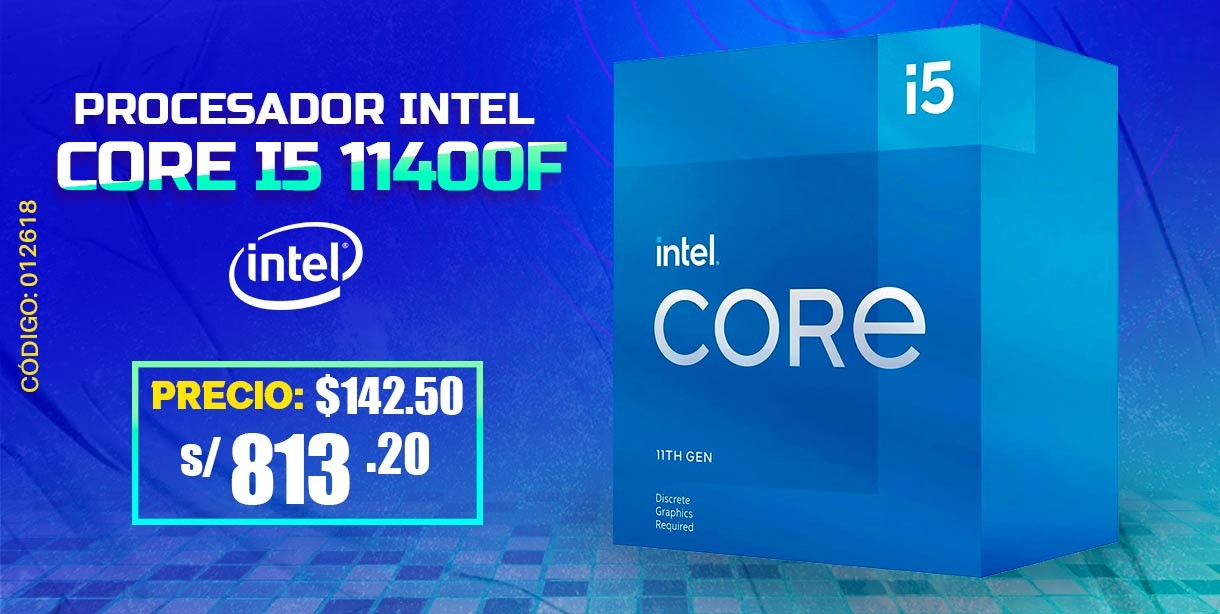 PROCESADOR INTEL
CORE I5 11400F
intel®
CÓDIGO: 012618
PRECIO: $142.50
s/ 813.20
i5
intel.
CORe
11TH GEN
Discrete
Graphics
Required